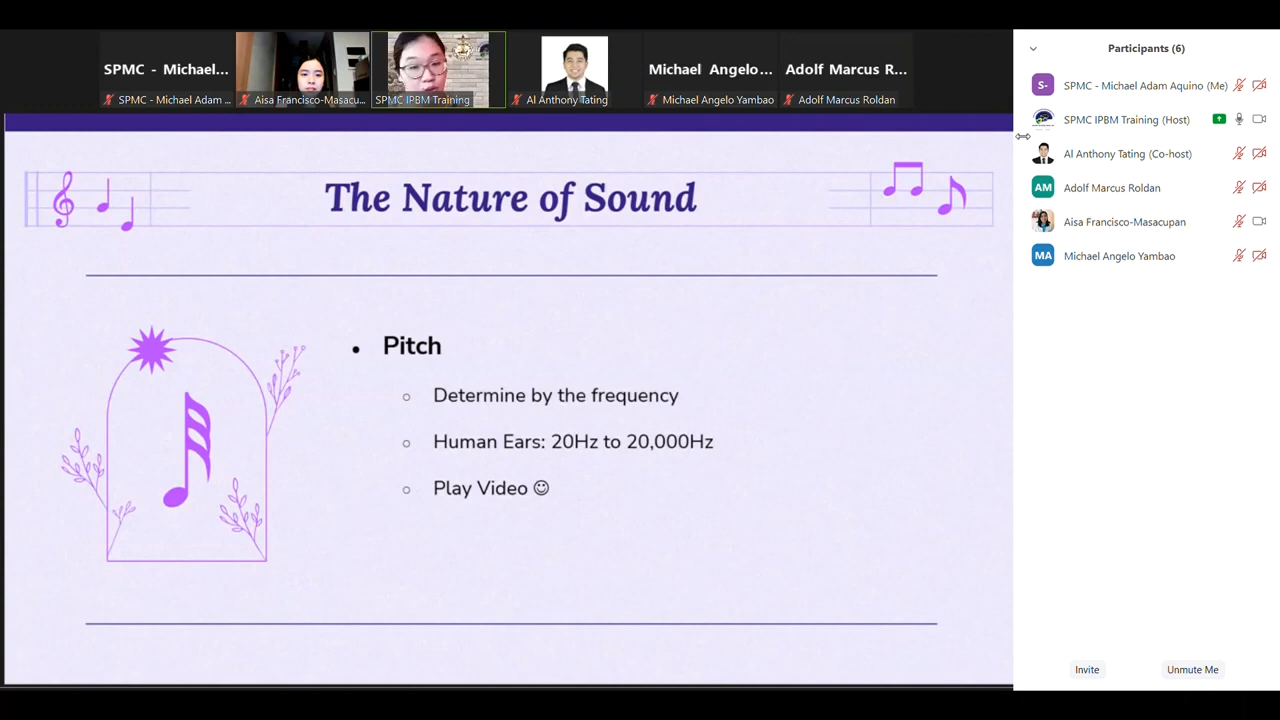 SPMC - Michael...
Michael Angelo...
Adolf Marcus R...
SPMC - Michael Adam ...
Aisa Francisco-Masacu...
SPMC IPBM Training
Al Anthony Tating
Michael Angelo Yambao
Adolf Marcus Roldan
The Nature of Sound
• Pitch
○ Determine by the frequency
○ Human Ears: 20Hz to 20,000Hz
○ Play Video ☺
Participants (6)
S-
SPMC - Michael Adam Aquino (Me)
SPMC IPBM Training (Host)
Al Anthony Tating (Co-host)
AM
Adolf Marcus Roldan
Aisa Francisco-Masacupan
MA
Michael Angelo Yambao
Invite
Unmute Me